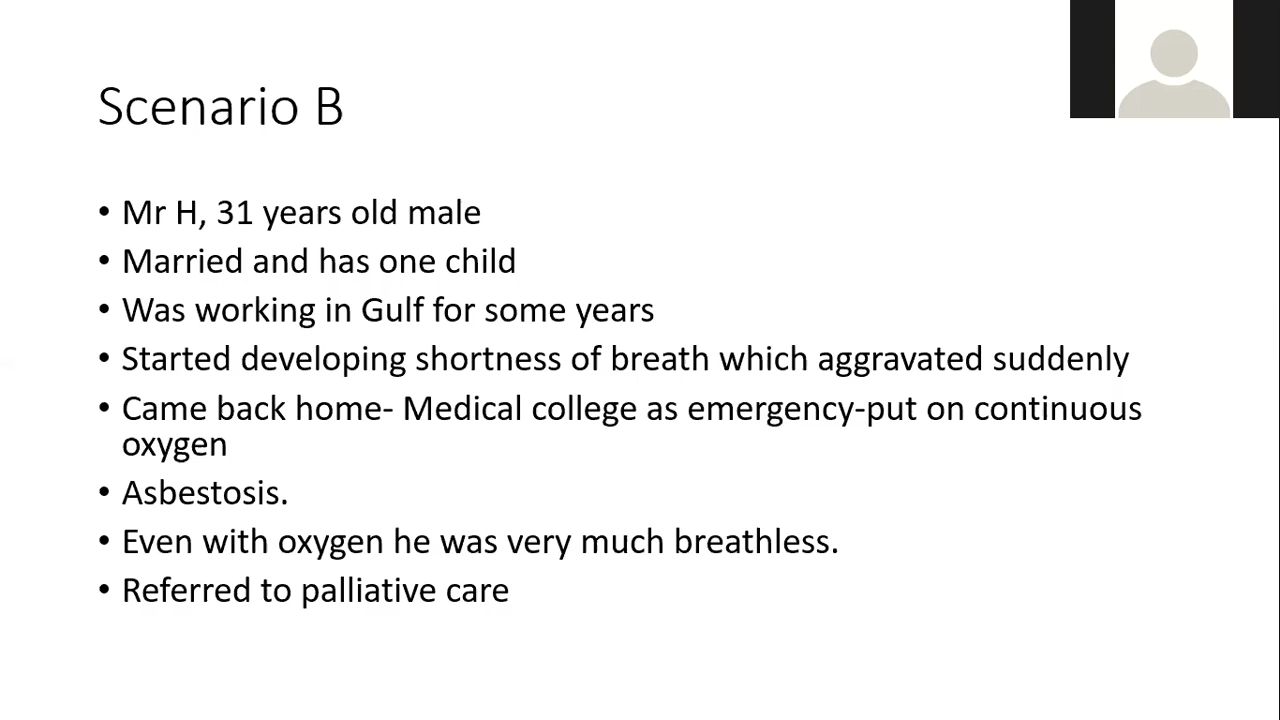 Scenario B
• Mr H, 31 years old male
• Married and has one child
• Was working in Gulf for some years
• Started developing shortness of breath which aggravated suddenly
• Came back home- Medical college as emergency-put on continuous
oxygen
• Asbestosis.
• Even with oxygen he was very much breathless.
• Referred to palliative care